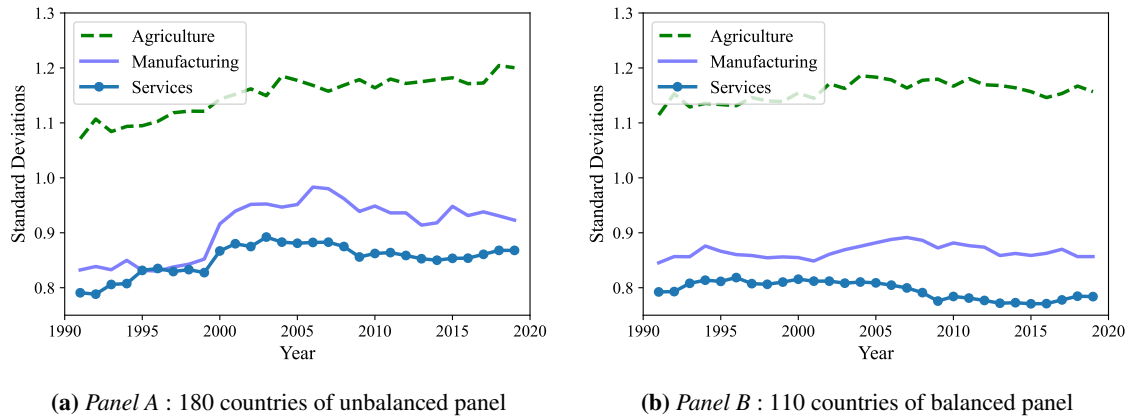 1.3
1.2
1.1
1.0
0.9
0.8
Standard Deviations
Agriculture
Manufacturing
Services
1990 1995 2000 2005 2010 2015 2020
Year
(a) Panel A : 180 countries of unbalanced panel
1.3
1.2
1.1
1.0
0.9
0.8
Standard Deviations
Agriculture
Manufacturing
Services
1990 1995 2000 2005 2010 2015 2020
Year
(b) Panel B : 110 countries of balanced panel